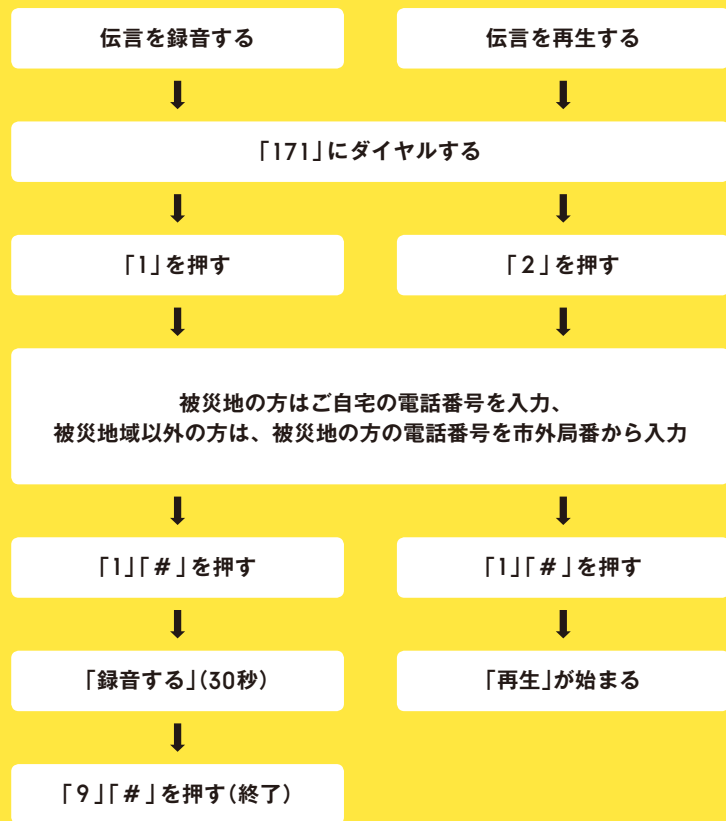 伝言を録音する
伝言を再生する
「171」にダイヤルする
「1」を押す
「2」を押す
被災地の方はご自宅の電話番号を入力、
被災地域以外の方は、被災地の方の電話番号を市外局番から入力
「1」「#」を押す
「1」「#」を押す
「録音する」(30秒)
「再生」が始まる
「9」「#」を押す(終了)